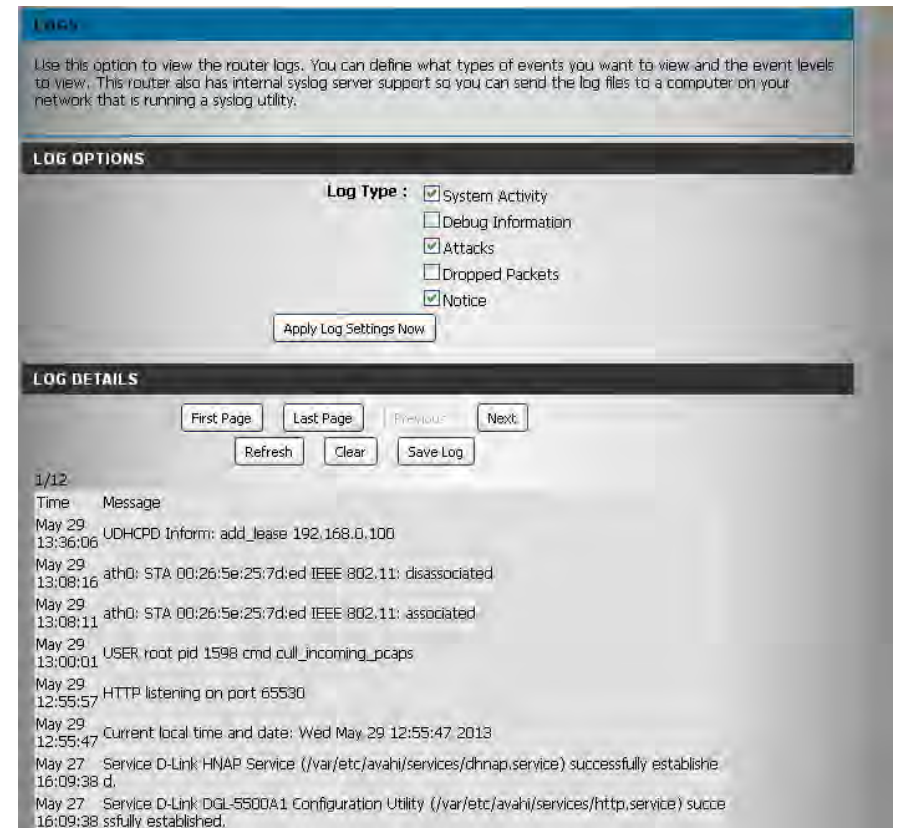 LOGS
Use this option to view the router logs. You can define what types of events you want to view and the event levels
to view. This router also has internal syslog server support so you can send the log files to a computer on your
network that is running a syslog utility.
LOG OPTIONS
Log Type :
System Activity
Debug Information
Attacks
Dropped Packets
Notice
Apply Log Settings Now
LOG DETAILS
First Page Last Page Previous Next
Refresh Clear Save Log
1/12
Time Message
May 29
13:36:06 UDHCPD Inform: add_lease 192.168.0.100
May 29
13:08:16 ath0: STA 00:26:5e:25:7d:ed IEEE 802.11: disassociated
May 29
13:08:11 ath0: STA 00:26:5e:25:7d:ed IEEE 802.11: associated
May 29
13:00:01 USER root pid 1598 cmd cull_incoming_pcaps
May 29
12:55:57 HTTP listening on port 65530
May 29
12:55:47 Current local time and date: Wed May 29 12:55:47 2013
May 27 Service D-Link HNAP Service (/var/etc/avahi/services/dhnap.service) successfully establishe
16:09:38 d.
May 27 Service D-Link DGL-5500A1 Configuration Utility (/var/etc/avahi/services/http.service) succe
16:09:38 ssfully established.